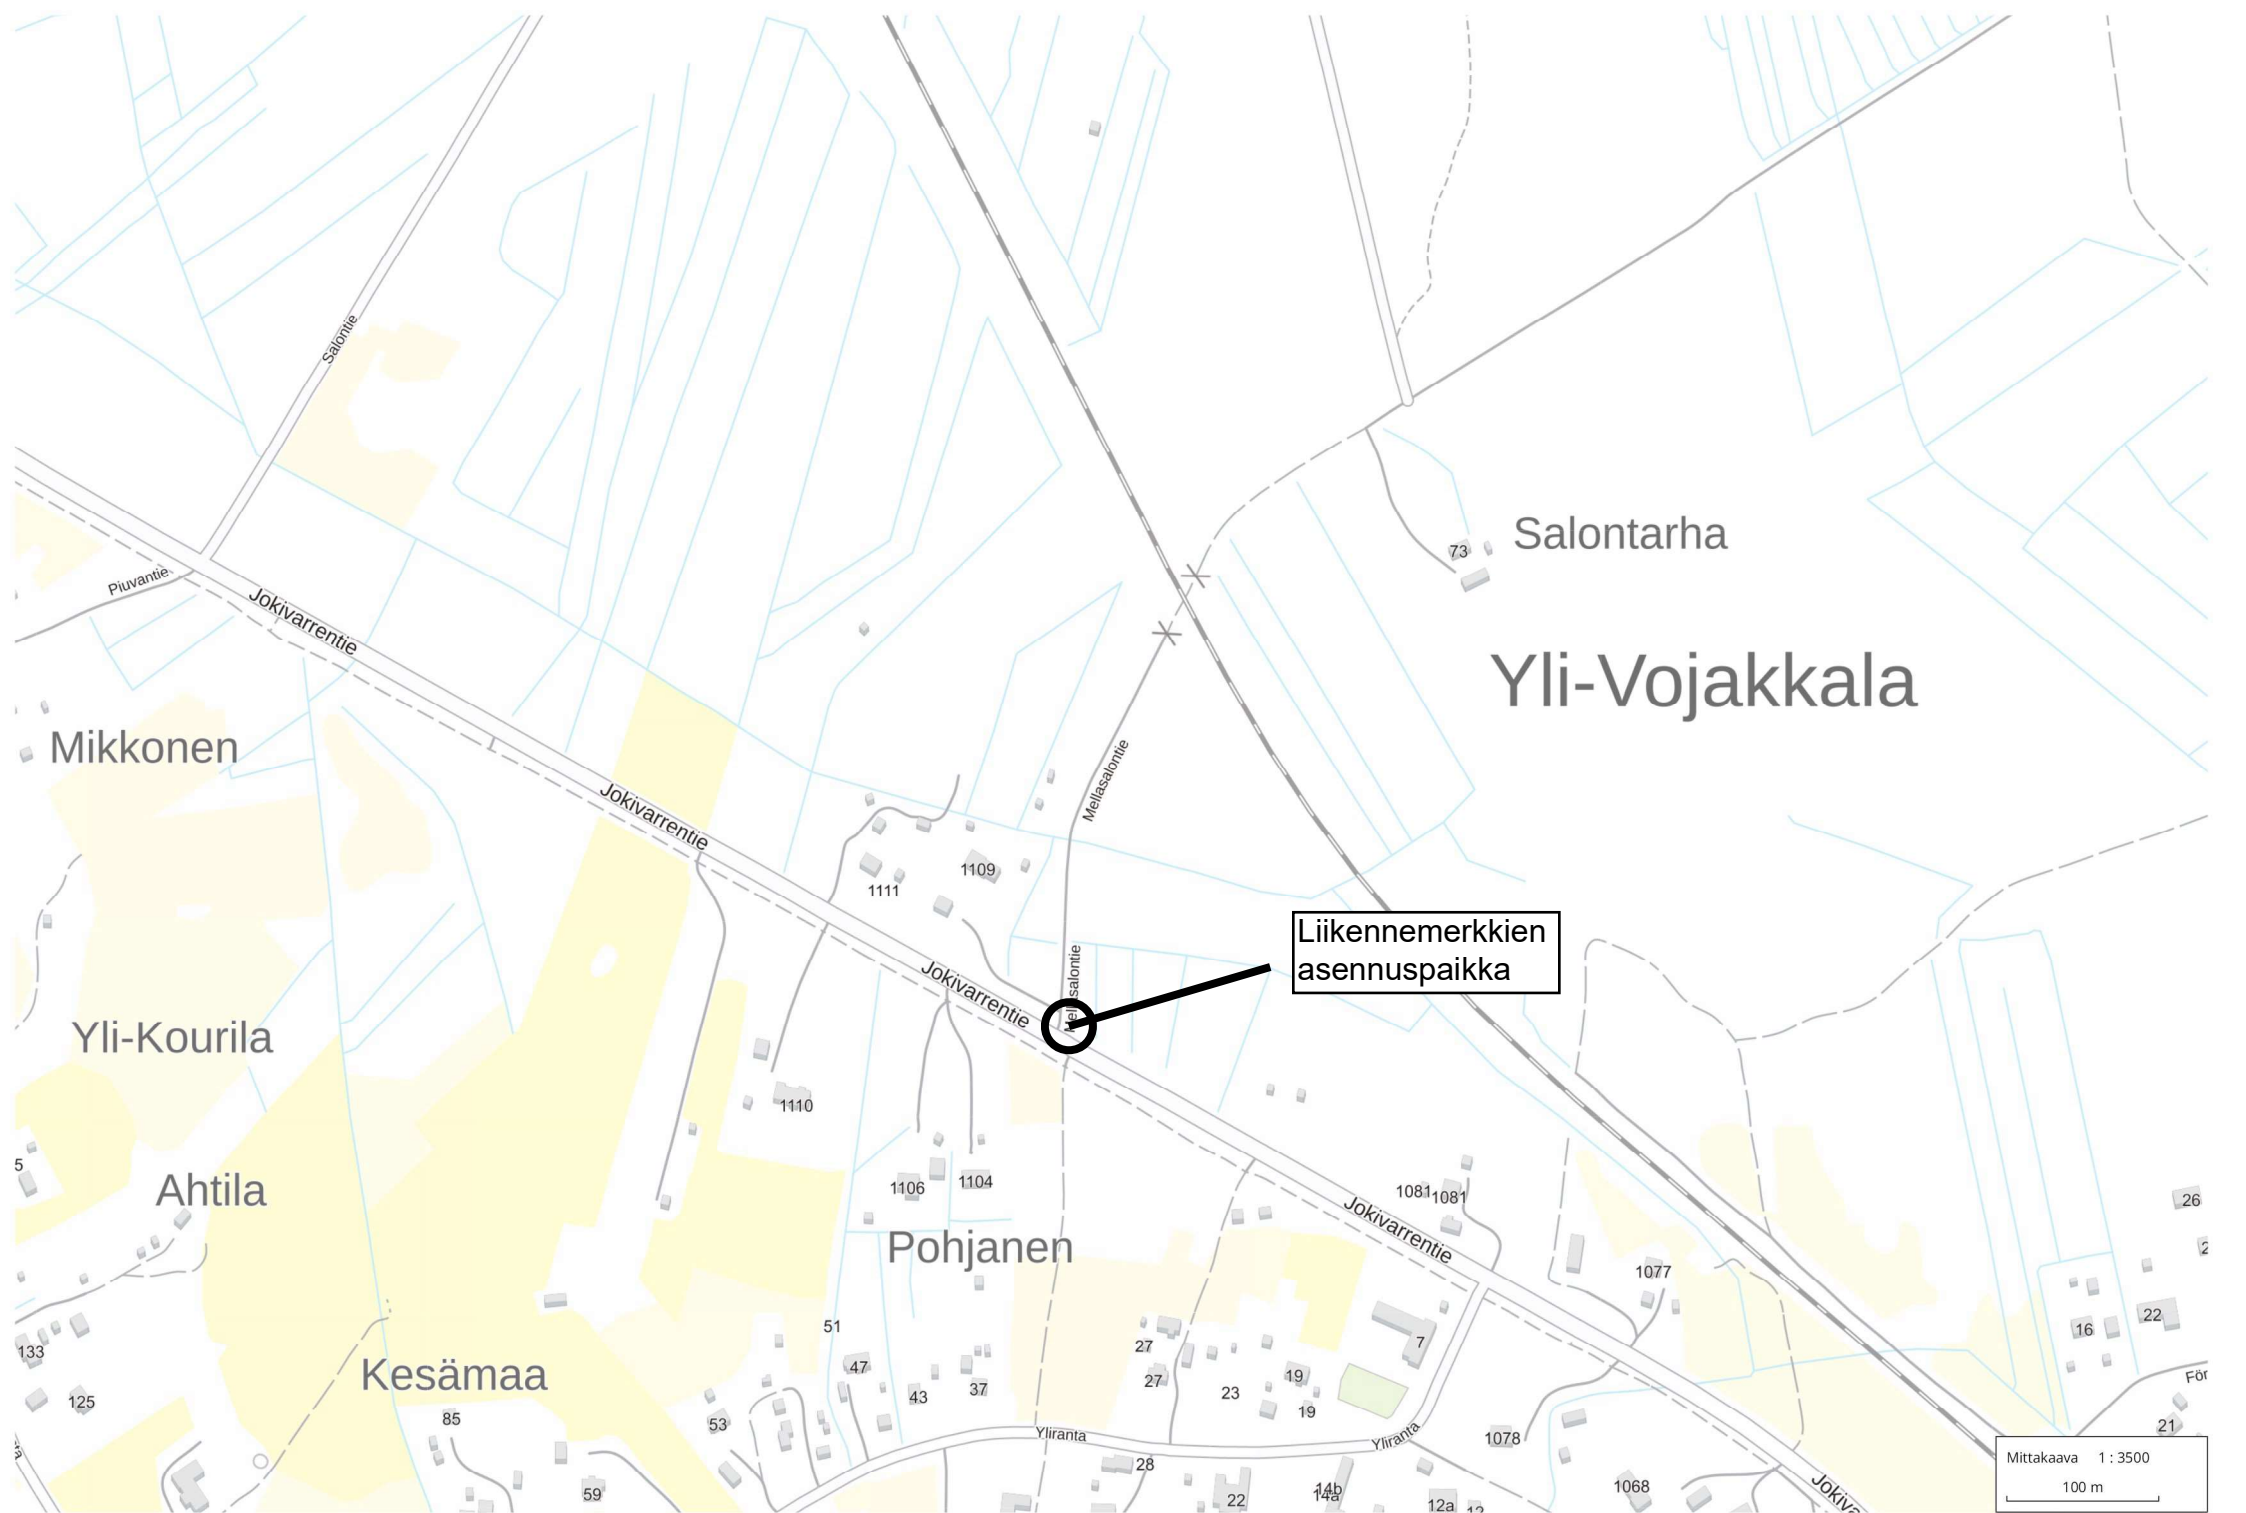 Salontie
Salontarha
73
Piuvantie
Jokivarrentie
Yli-Vojakkala
Mikkonen
Mellasalontie
Jokivarrentie
1109
1111
Liikennemerkkien
asennuspaikka
Jokivarrentie
Yli-Kourila
1110
5
Ahtila
1106
1104
1081
1081
26
Jokivarrentie
Pohjanen
1077
51
27
7
16
22
133
47
Kesämaa
27
19
23
125
43
37
19
85
53
Yliranta
Yliranta
1078
21
28
Mittakaava 1 : 3500
100 m
59
22
14b
14a
12a
1068